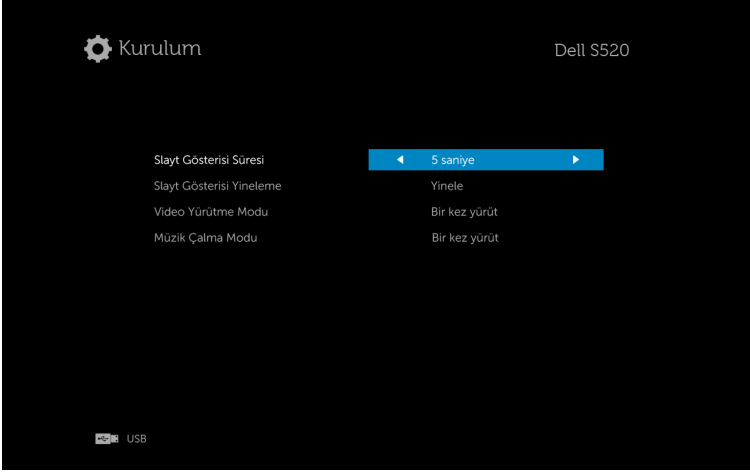 Kurulum
Dell S520
Slayt Gösterisi Süresi 5 saniye
Slayt Gösterisi Yineleme Yinele
Video Yürütme Modu Bir kez yürüt
Müzik Çalma Modu Bir kez yürüt
USB